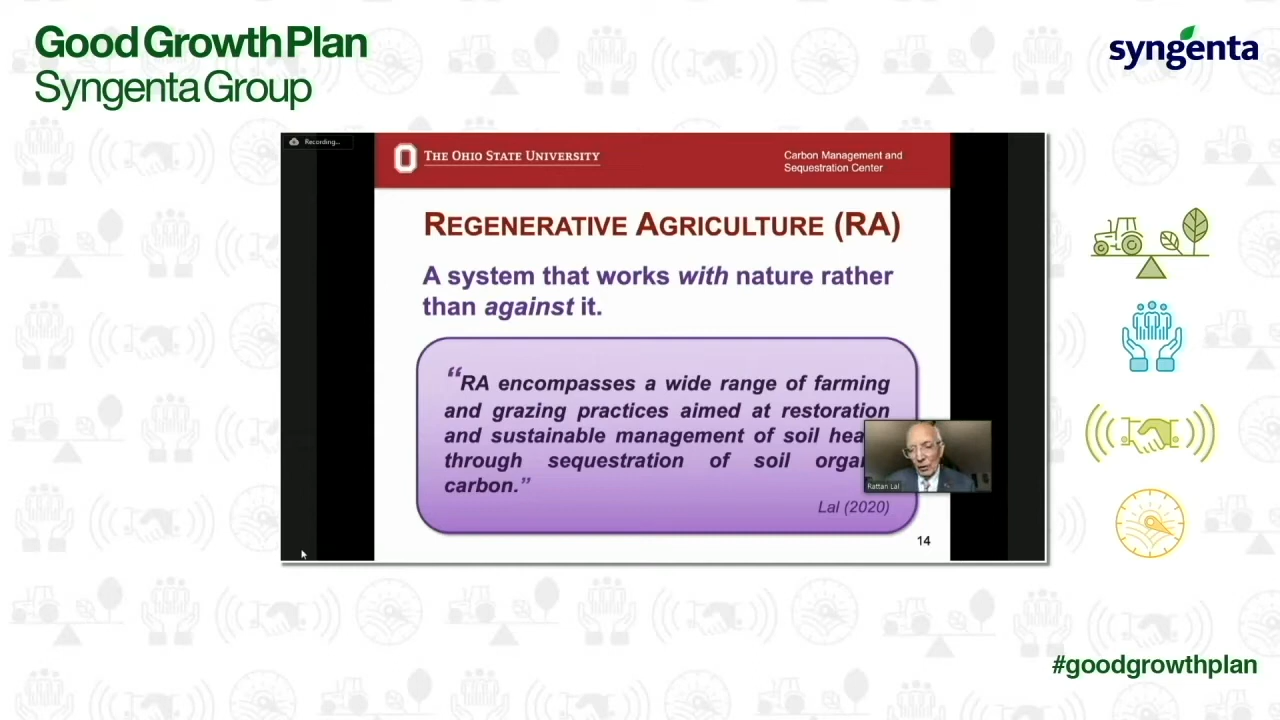 Good Growth Plan
Syngenta Group
syngenta
Recording...
THE OHIO STATE UNIVERSITY
Carbon Management and
Sequestration Center
REGENERATIVE AGRICULTURE (RA)
A system that works with nature rather
than against it.
“RA encompasses a wide range of farming
and grazing practices aimed at restoration
and sustainable management of soil hea
through sequestration of soil orga
carbon.”
Lal (2020)
Rattan Lal
14
#goodgrowthplan